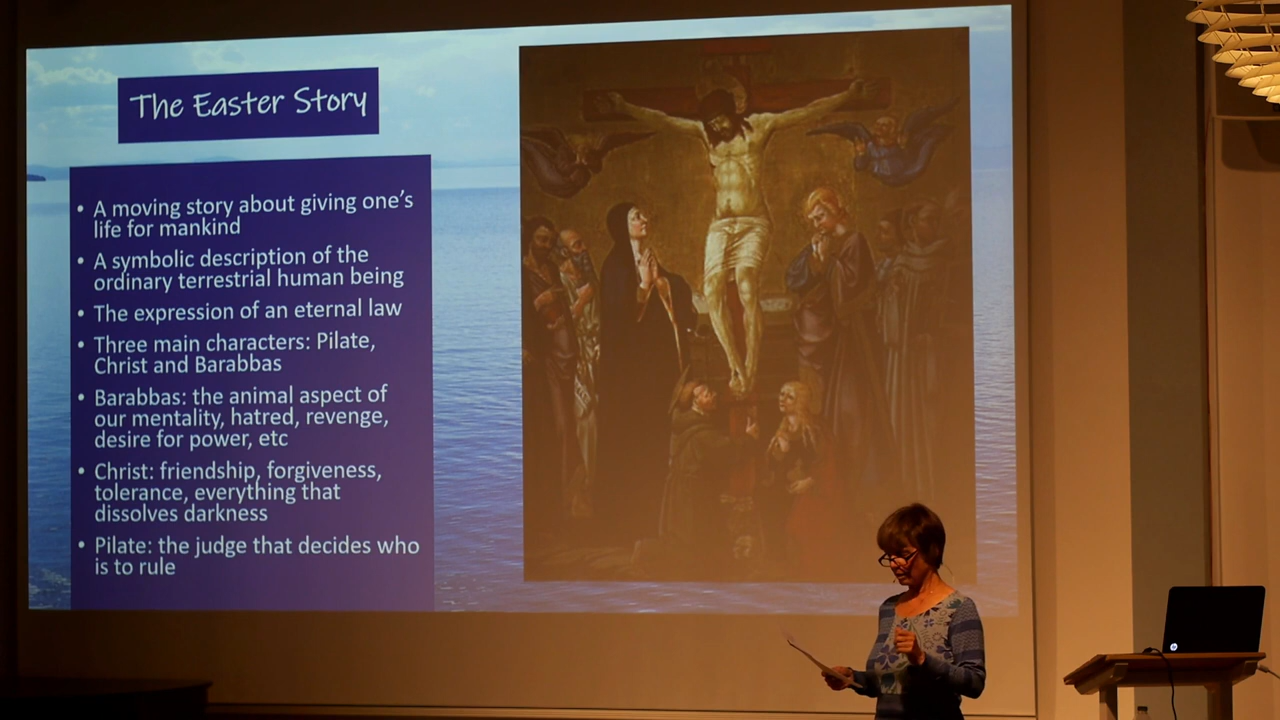 The Easter Story
• A moving story about giving one's
life for mankind
• A symbolic description of the
ordinary terrestrial human being
• The expression of an eternal law
• Three main characters: Pilate,
Christ and Barabbas
• Barabbas: the animal aspect of
our mentality, hatred, revenge,
desire for power, etc
• Christ: friendship, forgiveness,
tolerance, everything that
dissolves darkness
• Pilate: the judge that decides who
is to rule
hp